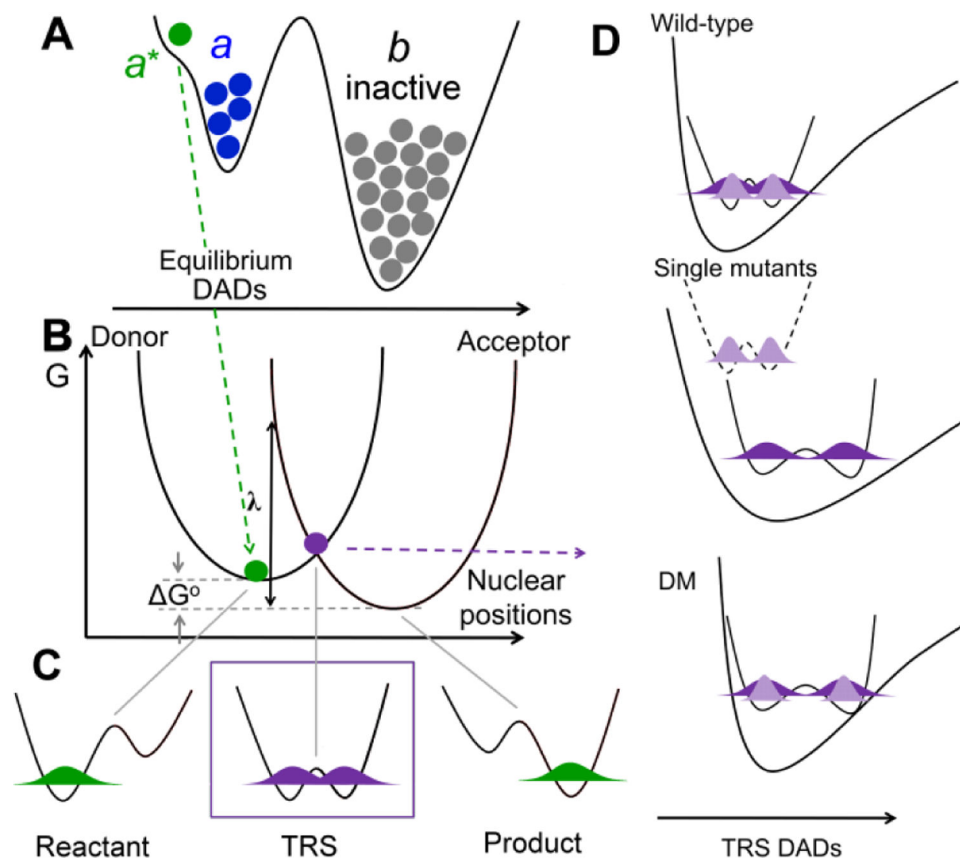 A
a*
a
b
inactive
Equilibrium
DADs
B
Donor
Acceptor
G
λ
ΔG°
Nuclear
positions
C
Reactant
TRS
Product
D
Wild-type
Single mutants
DM
TRS DADs